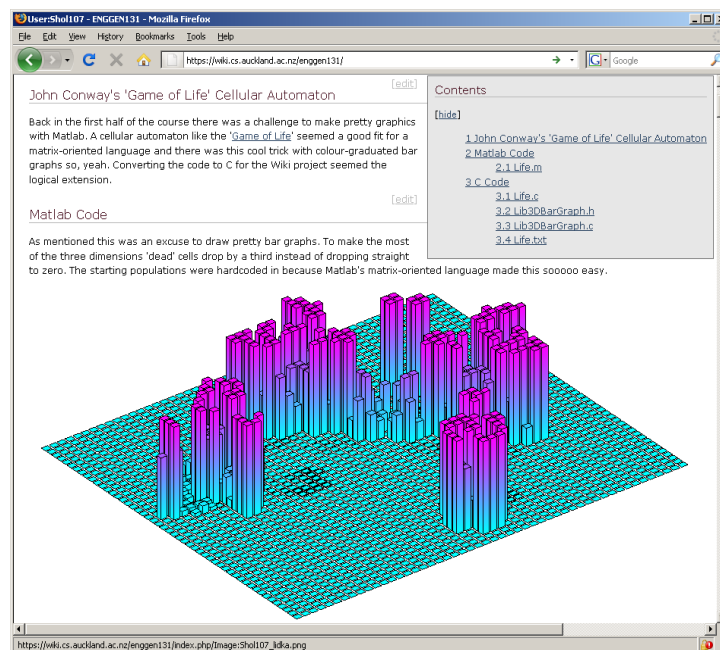 User:Shol107 - ENGGEN131 - Mozilla Firefox
File Edit View History Bookmarks Tools Help
https://wiki.cs.auckland.ac.nz/enggen131/
G Google
[edit]
John Conway's 'Game of Life' Cellular Automaton
Back in the first half of the course there was a challenge to make pretty graphics
with Matlab. A cellular automaton like the 'Game of Life' seemed a good fit for a
matrix-oriented language and there was this cool trick with colour-graduated bar
graphs so, yeah. Converting the code to C for the Wiki project seemed the
logical extension.
[edit]
Matlab Code
As mentioned this was an excuse to draw pretty bar graphs. To make the most
of the three dimensions 'dead' cells drop by a third instead of dropping straight
to zero. The starting populations were hardcoded in because Matlab's matrix-oriented language made this sooooo easy.
Contents
[hide]
1 John Conway's 'Game of Life' Cellular Automaton
2 Matlab Code
2.1 Life.m
3 C Code
3.1 Life.c
3.2 Lib3DBarGraph.h
3.3 Lib3DBarGraph.c
3.4 Life.txt
https://wiki.cs.auckland.ac.nz/enggen131/index.php/Image:Shol107_lidka.png